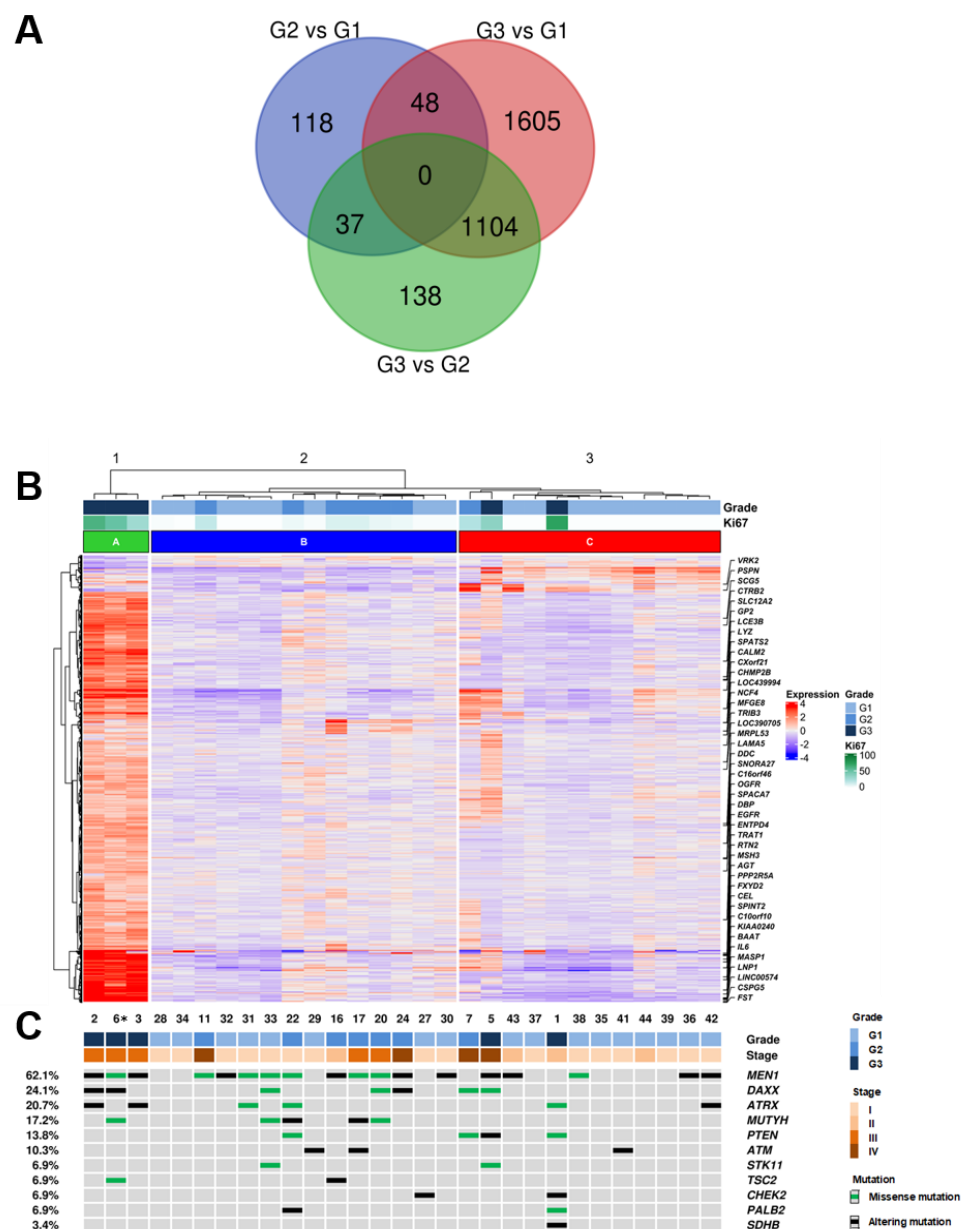 A
G2 vs G1
G3 vs G1
118
48
1605
0
37
1104
138
G3 vs G2
B
1 2 3
Grade
Ki67
A B C
VRK2
PSPN
SCG5
CTRB2
SLC12A2
GP2
LCE3B
LYZ
SPATS2
CALM2
CXorf21
CHMP2B
LOC439994
NCF4
MFGE8
TRIB3
LOC390705
MRPL53
LAMA5
DDC
SNORA27
C16orf46
OGFR
SPACA7
DBP
EGFR
ENTPD4
TRAT1
RTN2
MSH3
AGT
PPP2R5A
FXYD2
CEL
SPINT2
C10orf10
KIAA0240
BAAT
IL6
MASP1
LNP1
LINC00574
CSPG5
FST
Expression
4
2
0
-2
-4
Grade
G1
G2
G3
Ki67
100
50
0
C
2 6* 3 28 34 11 32 31 33 22 29 16 17 20 24 27 30 7 5 43 37 1 38 35 41 44 39 36 42
Grade
Stage
62.1% MEN1
24.1% DAXX
20.7% ATRX
17.2% MUTYH
13.8% PTEN
10.3% ATM
6.9% STK11
6.9% TSC2
6.9% CHEK2
6.9% PALB2
3.4% SDHB
Grade
G1
G2
G3
Stage
I
II
III
IV
Mutation
Missense mutation
Altering mutation